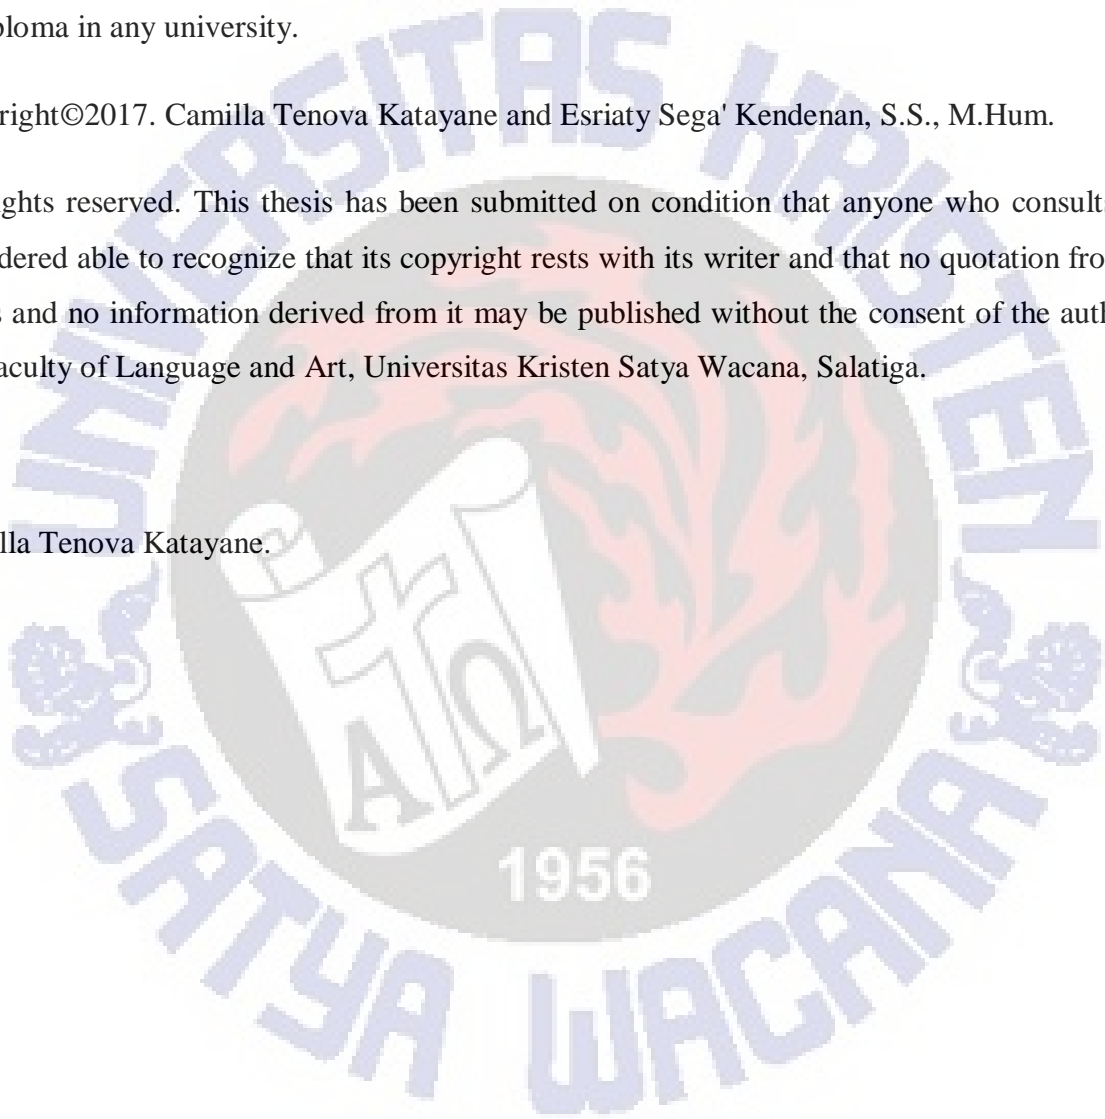 ploma in any university.
right©2017. Camilla Tenova Katayane and Esriaty Sega' Kendenan, S.S., M.Hum.
ghts reserved. This thesis has been submitted on condition that anyone who consults
dered able to recognize that its copyright rests with its writer and that no quotation fro
s and no information derived from it may be published without the consent of the aut
aculty of Language and Art, Universitas Kristen Satya Wacana, Salatiga.
lla Tenova Katayane.
UNIVERSITAS KRISTEN
SATYA WACANA
Α Ω
1956